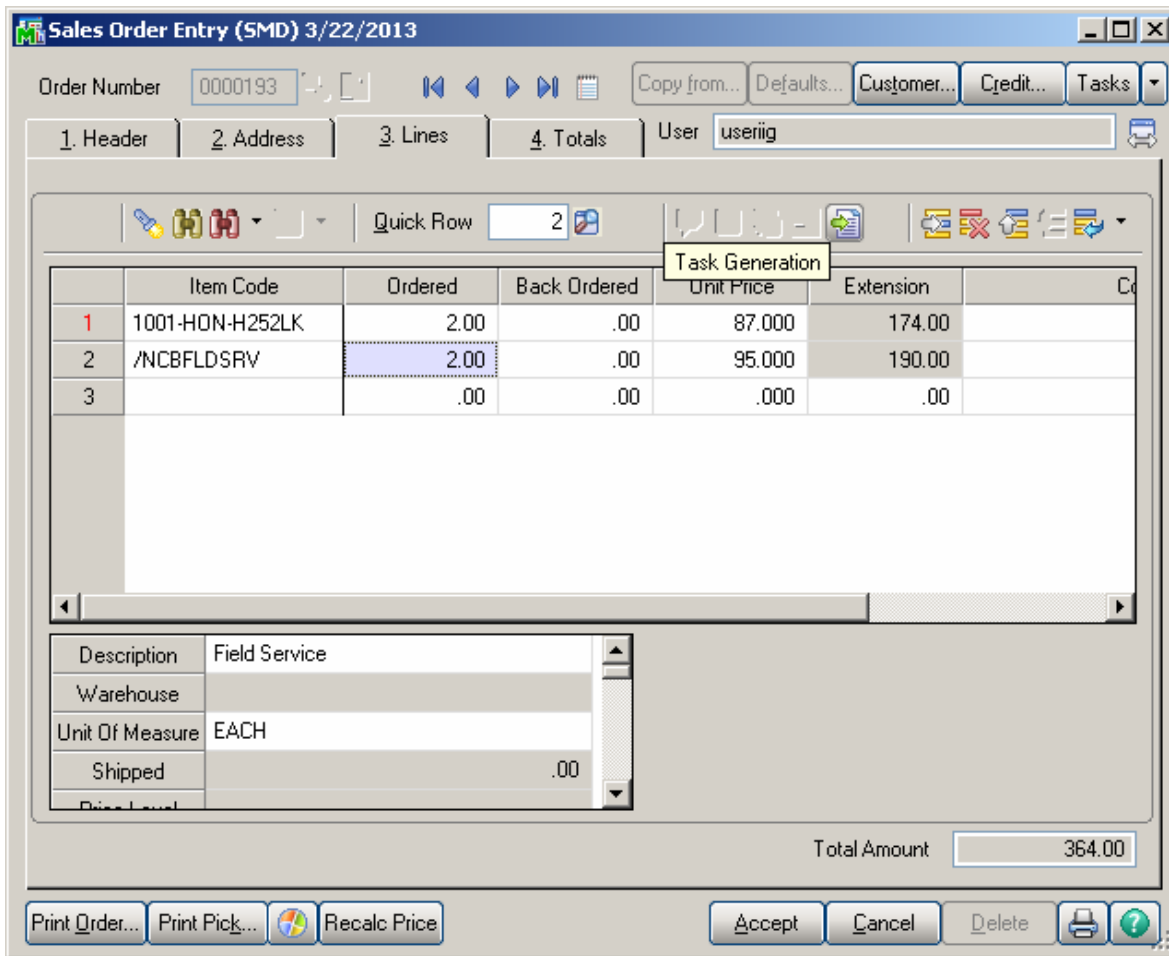 Sales Order Entry (SMD) 3/22/2013
Order Number 0000193 Copy from... Defaults... Customer... Credit... Tasks
1. Header 2. Address 3. Lines 4. Totals User useriig
Quick Row 2
Task Generation
Item Code Ordered Back Ordered Unit Price Extension
1 1001-HON-H252LK 2.00 .00 87.000 174.00
2 /NCBFLDSRV 2.00 .00 95.000 190.00
3 .00 .00 .000 .00
Description Field Service
Warehouse
Unit Of Measure EACH
Shipped .00
Price Level
Total Amount 364.00
Print Order... Print Pick... Recalc Price Accept Cancel Delete